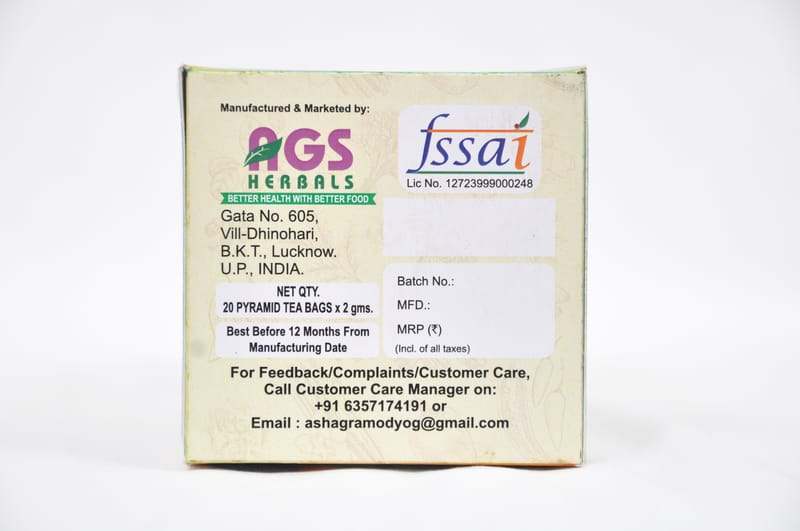 Manufactured & Marketed by:
AGS
HERBALS
BETTER HEALTH WITH BETTER FOOD
Gata No. 605,
Vill-Dhinohari,
B.K.T., Lucknow.
U.P., INDIA.
NET QTY.
20 PYRAMID TEA BAGS x 2 gms.
Best Before 12 Months From
Manufacturing Date
fssai
Lic No. 12723999000248
Batch No.:
MFD.:
MRP (₹)
(Incl. of all taxes)
For Feedback/Complaints/Customer Care,
Call Customer Care Manager on:
+91 6357174191 or
Email : ashagramodyog@gmail.com